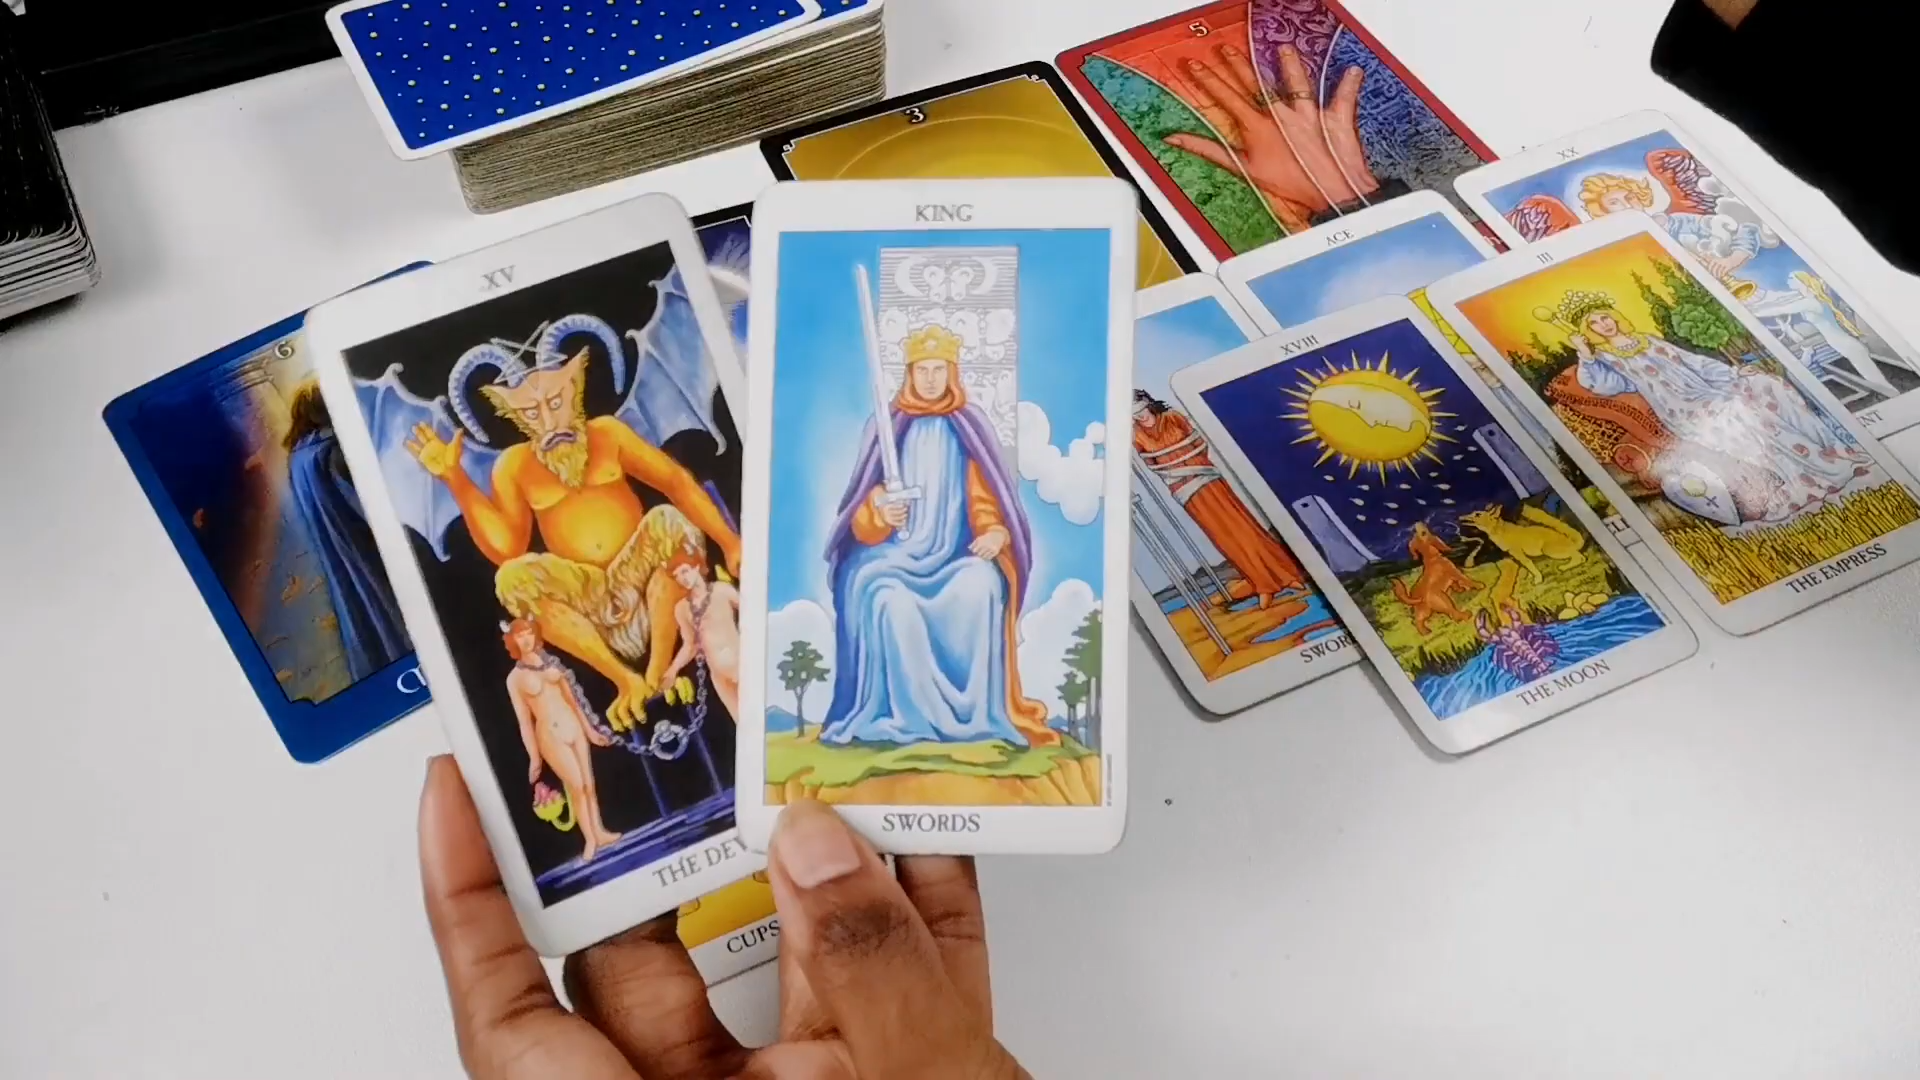 5
3
XX
KING
ACE
III
XV
XVIII
6
THE EMPRESS
SWOR
THE MOON
SWORDS
THE DEV
CUPS